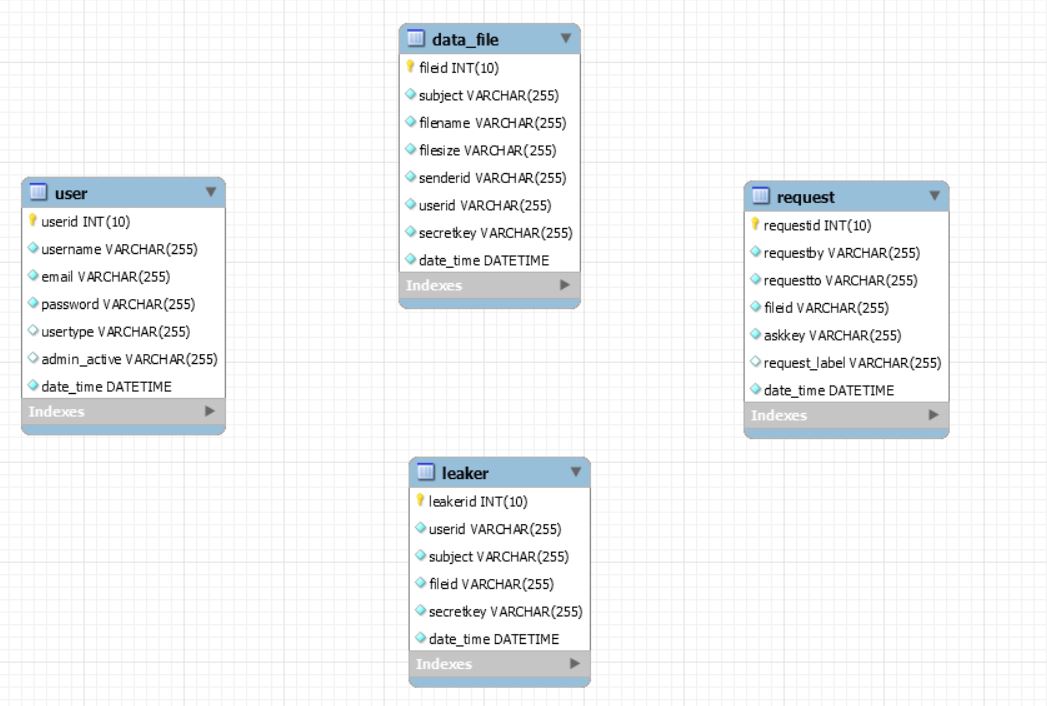 data_file
fileid INT(10)
subject VARCHAR(255)
filename VARCHAR(255)
filesize VARCHAR(255)
senderid VARCHAR(255)
userid VARCHAR(255)
secretkey VARCHAR(255)
date_time DATETIME
Indexes
user
userid INT(10)
username VARCHAR(255)
email VARCHAR(255)
password VARCHAR(255)
usertype VARCHAR(255)
admin_active VARCHAR(255)
date_time DATETIME
Indexes
request
requestid INT(10)
requestby VARCHAR(255)
requestto VARCHAR(255)
fileid VARCHAR(255)
askkey VARCHAR(255)
request_label VARCHAR(255)
date_time DATETIME
Indexes
leaker
leakerid INT(10)
userid VARCHAR(255)
subject VARCHAR(255)
fileid VARCHAR(255)
secretkey VARCHAR(255)
date_time DATETIME
Indexes